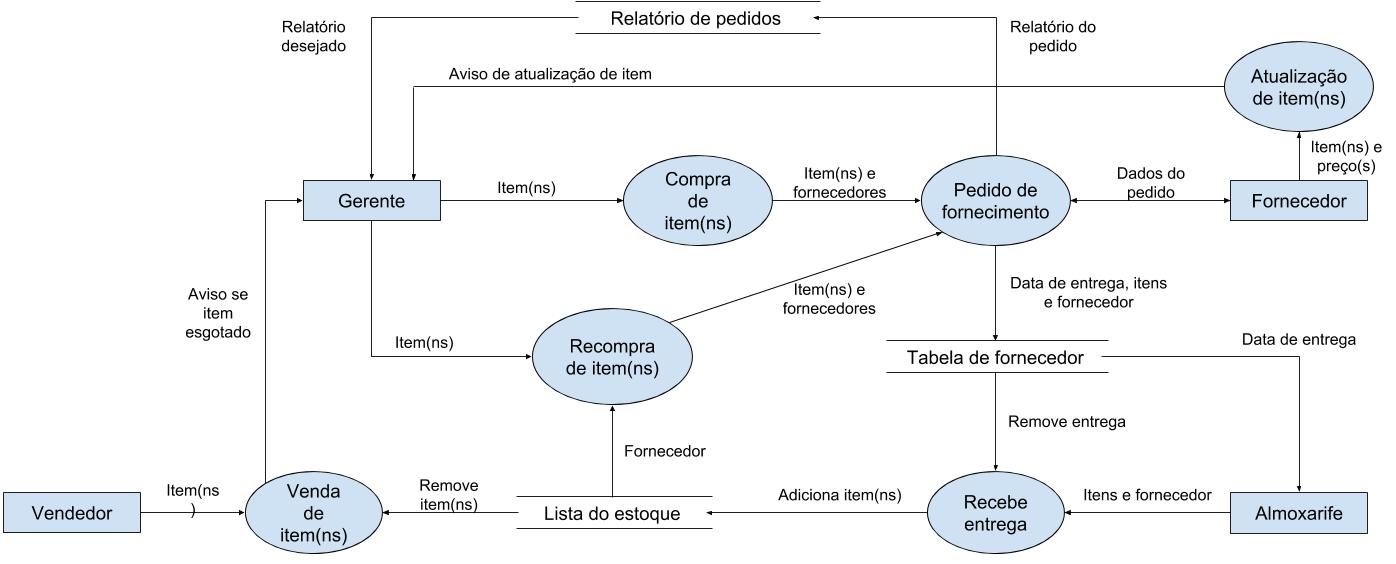 Relatório
desejado
Relatório de pedidos
Relatório do
pedido
Aviso de atualização de item
Atualização
de item(ns)
Item(ns) e
preço(s)
Gerente
Item(ns)
Compra
de
item(ns)
Item(ns) e
fornecedores
Pedido de
fornecimento
Dados do
pedido
Fornecedor
Aviso se
item
esgotado
Item(ns)
Recompra
de item(ns)
Item(ns) e
fornecedores
Data de entrega, itens
e fornecedor
Tabela de fornecedor
Data de entrega
Remove entrega
Fornecedor
Vendedor
Item(ns
)
Venda
de
item(ns)
Remove
item(ns)
Lista do estoque
Adiciona item(ns)
Recebe
entrega
Itens e fornecedor
Almoxarife